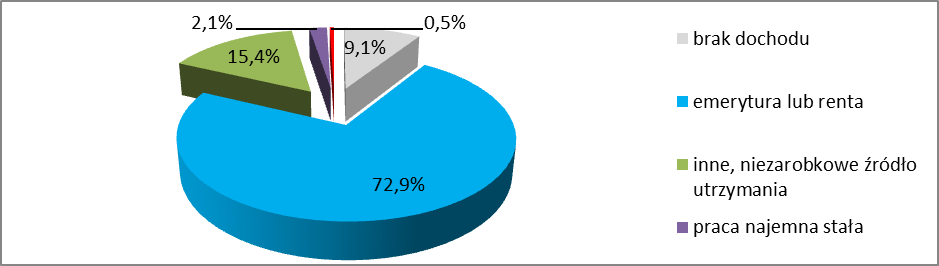 2,1%
0,5%
15,4%
9,1%
72,9%
brak dochodu
emerytura lub renta
inne, niezarobkowe źródło
utrzymania
praca najemna stała